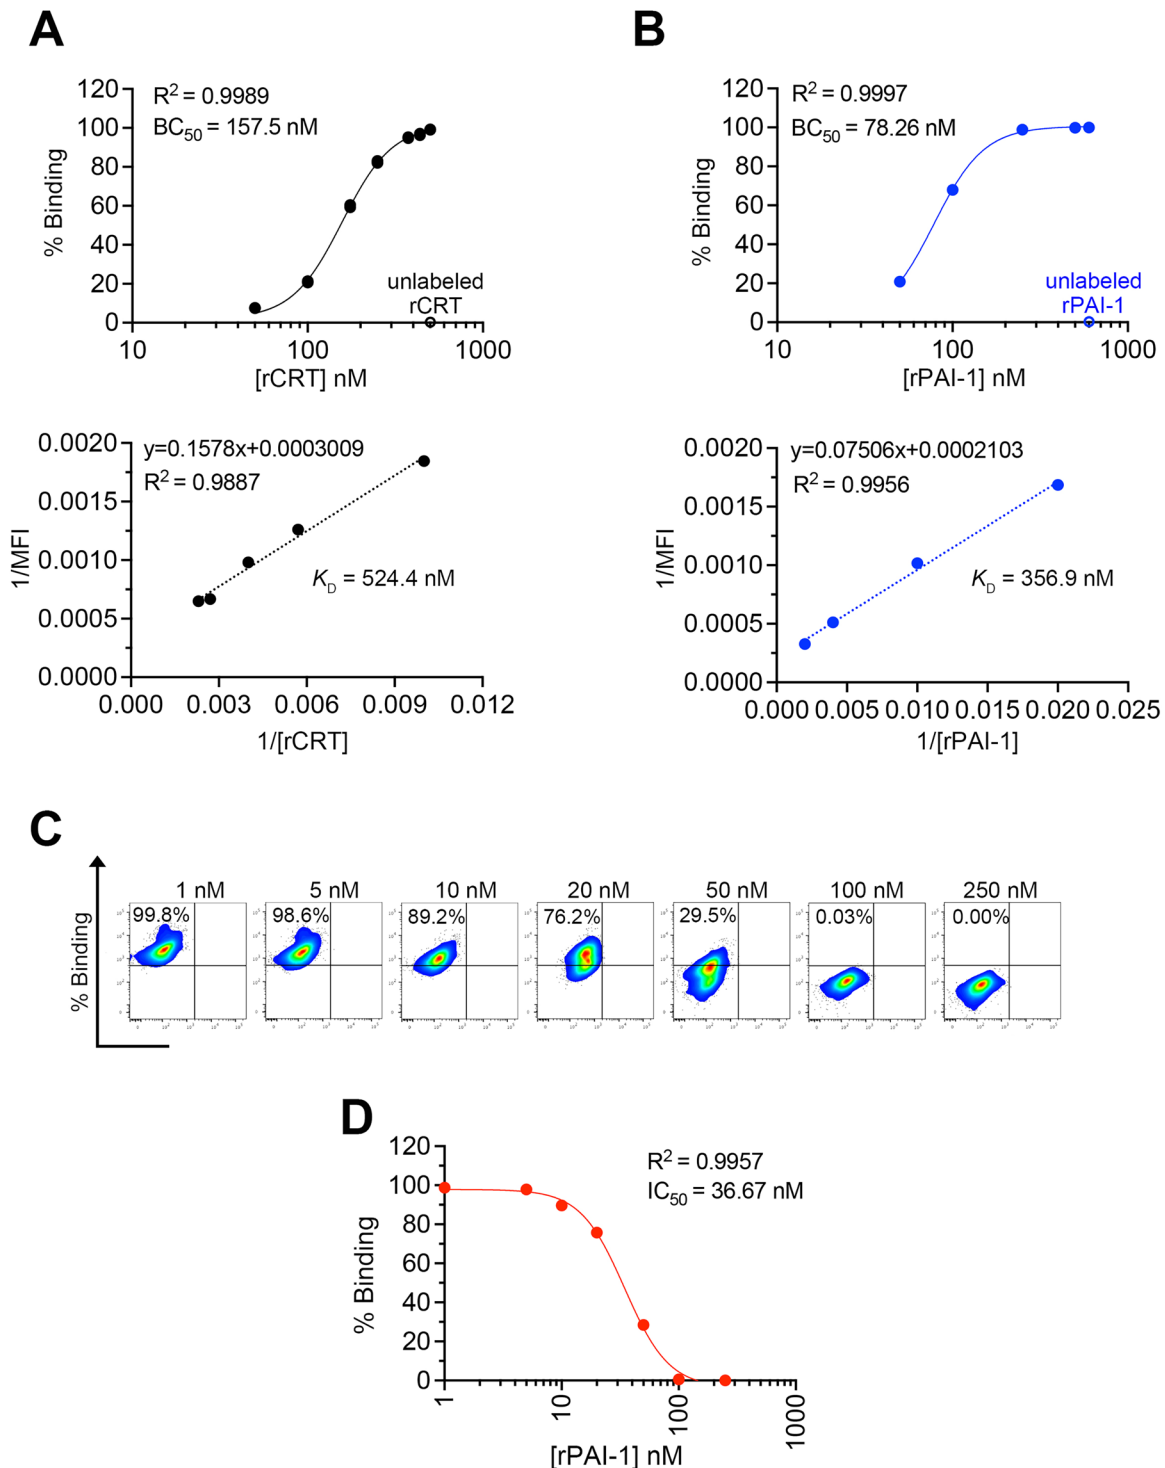 A
B
R² = 0.9989
BC₅₀ = 157.5 nM
120
100
80
60
40
20
0
% Binding
unlabeled
rCRT
10
100
1000
[rCRT] nM
R² = 0.9997
BC₅₀ = 78.26 nM
120
100
80
60
40
20
0
% Binding
unlabeled
rPAI-1
10
100
1000
[rPAI-1] nM
y=0.1578x+0.0003009
R² = 0.9887
0.0020
0.0015
0.0010
0.0005
0.0000
1/MFI
K_D = 524.4 nM
0.000 0.003 0.006 0.009 0.012
1/[rCRT]
y=0.07506x+0.0002103
R² = 0.9956
0.0020
0.0015
0.0010
0.0005
0.0000
1/MFI
K_D = 356.9 nM
0.000 0.005 0.010 0.015 0.020 0.025
1/[rPAI-1]
C
% Binding
1 nM 5 nM 10 nM 20 nM 50 nM 100 nM 250 nM
99.8% 98.6% 89.2% 76.2% 29.5% 0.03% 0.00%
D
R² = 0.9957
IC₅₀ = 36.67 nM
120
100
80
60
40
20
0
% Binding
1
10
100
1000
[rPAI-1] nM